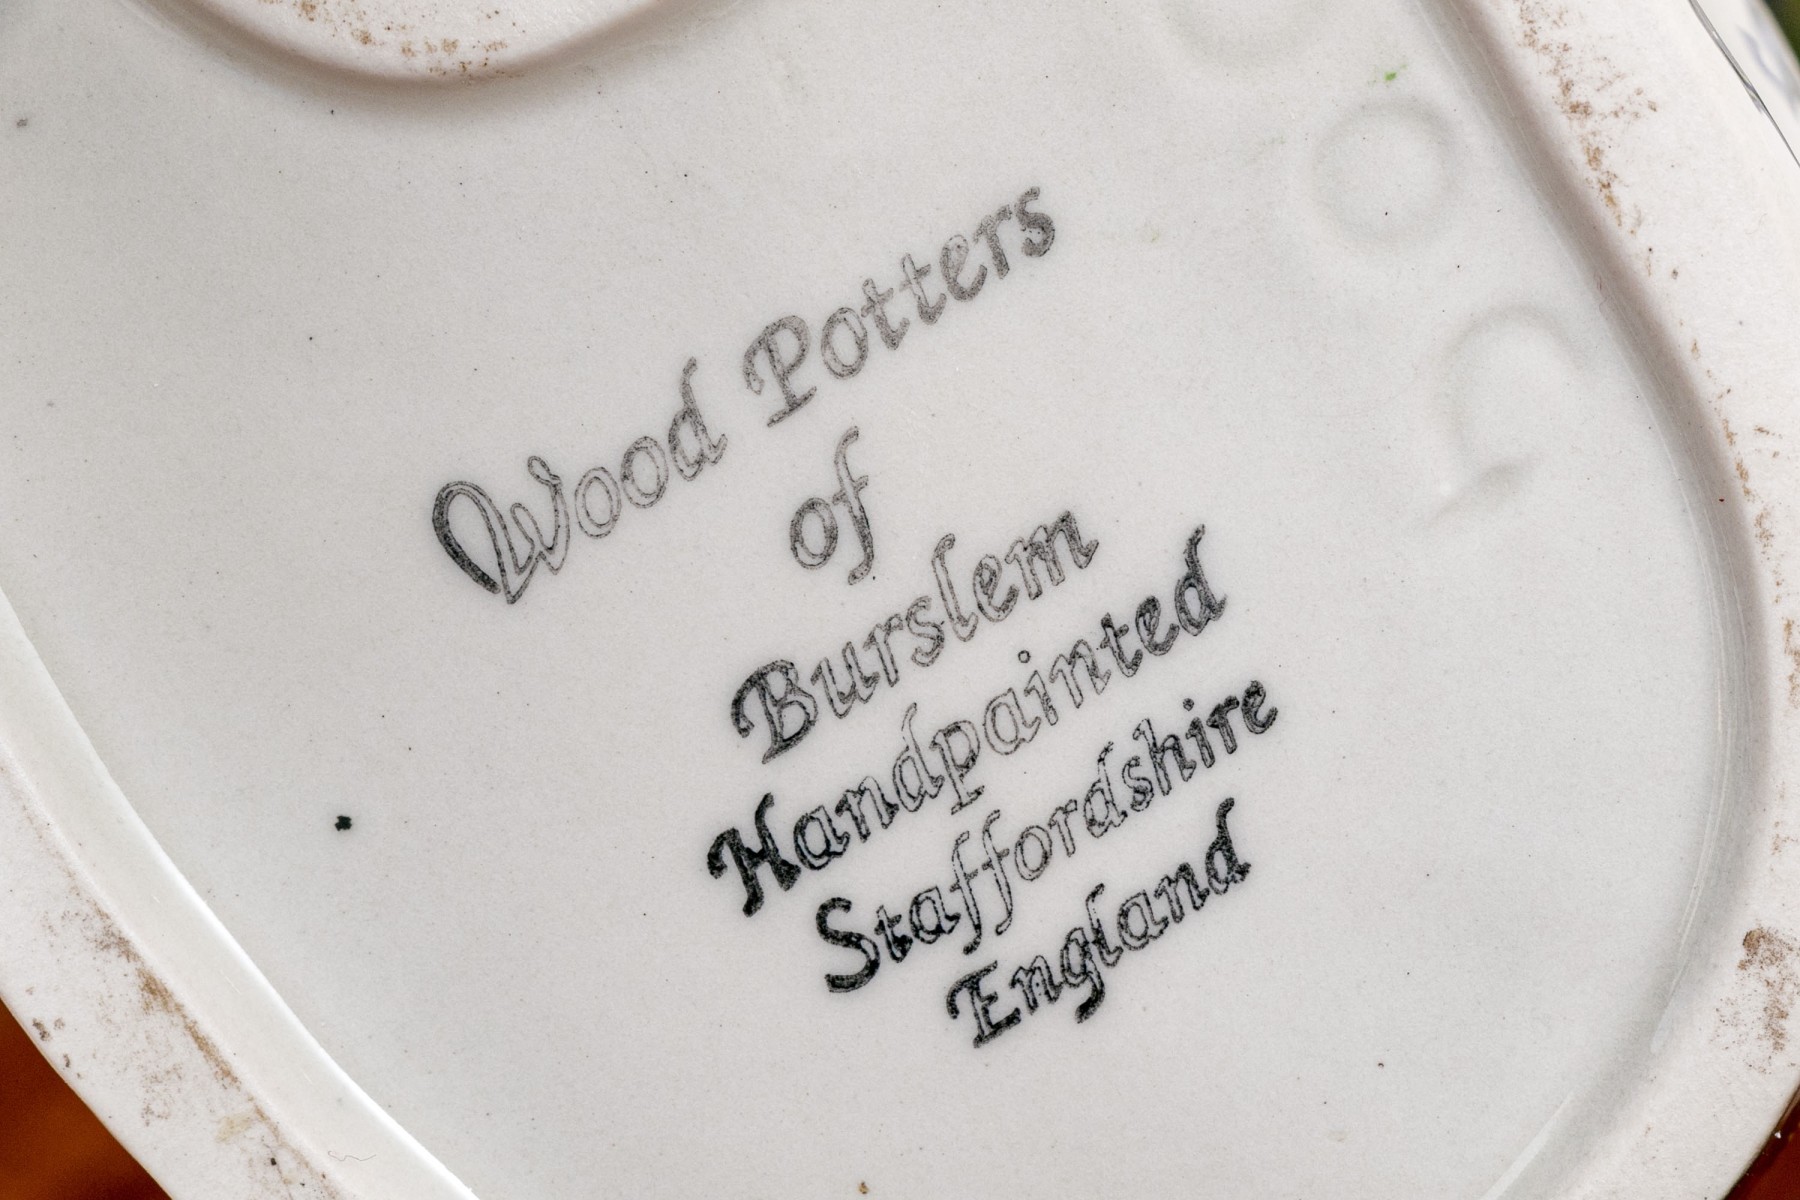 Wood Potters
of
Burslem
Handpainted
Staffordshire
England